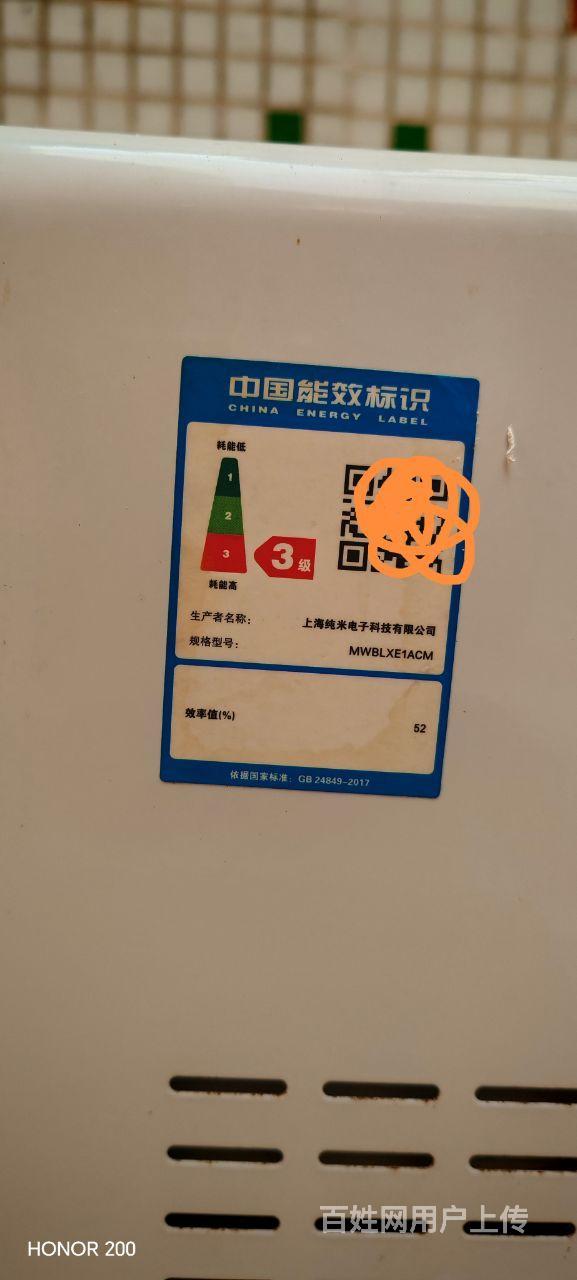 中国能效标识
CHINA ENERGY LABEL
耗能低
1
2
3
3级
耗能高
生产者名称：
上海纯米电子科技有限公司
规格型号：
MWBLXE1ACM
效率值(%)
52
依据国家标准：GB 24849-2017
百姓网用户上传
HONOR 200